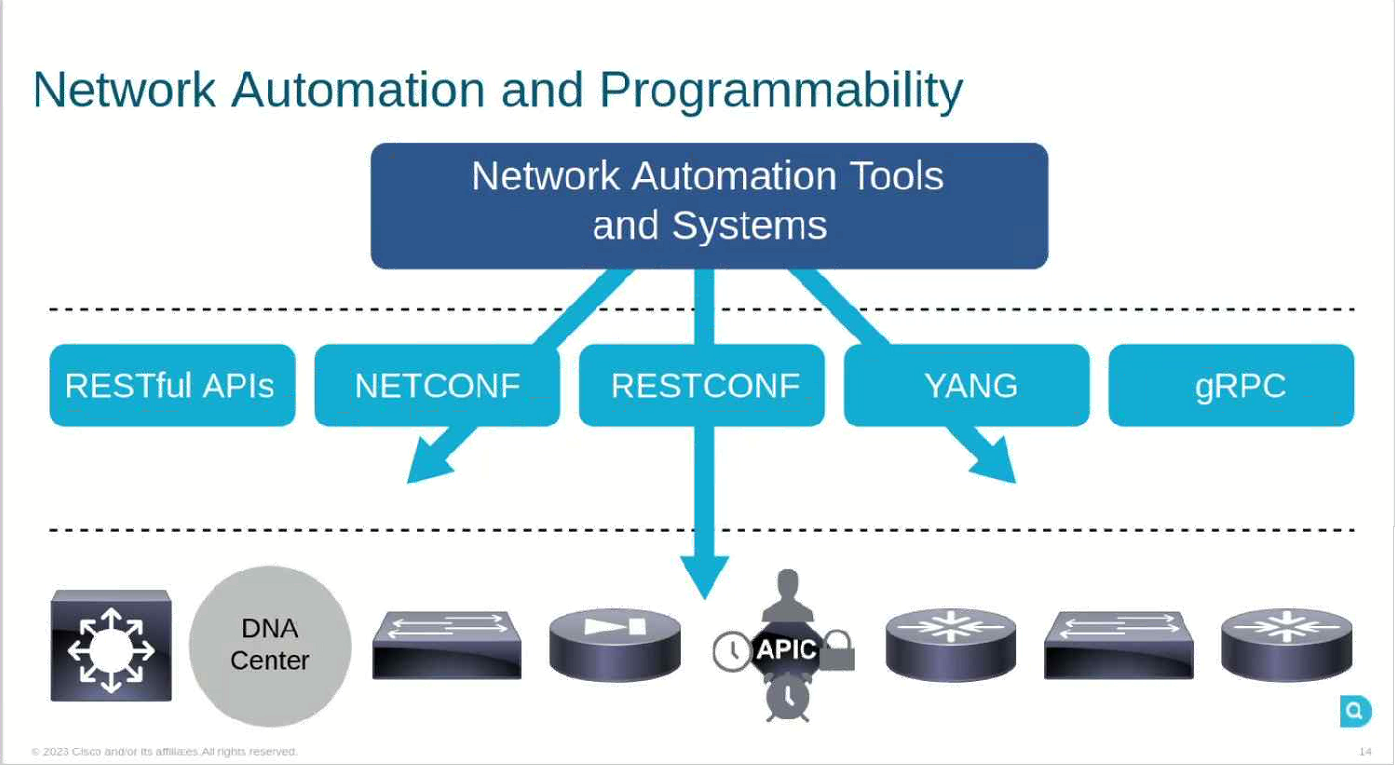 Network Automation and Programmability
Network Automation Tools
and Systems
RESTful APIs
NETCONF
RESTCONF
YANG
gRPC
DNA
Center
APIC
© 2023 Cisco and/or its affiliates. All rights reserved.
14